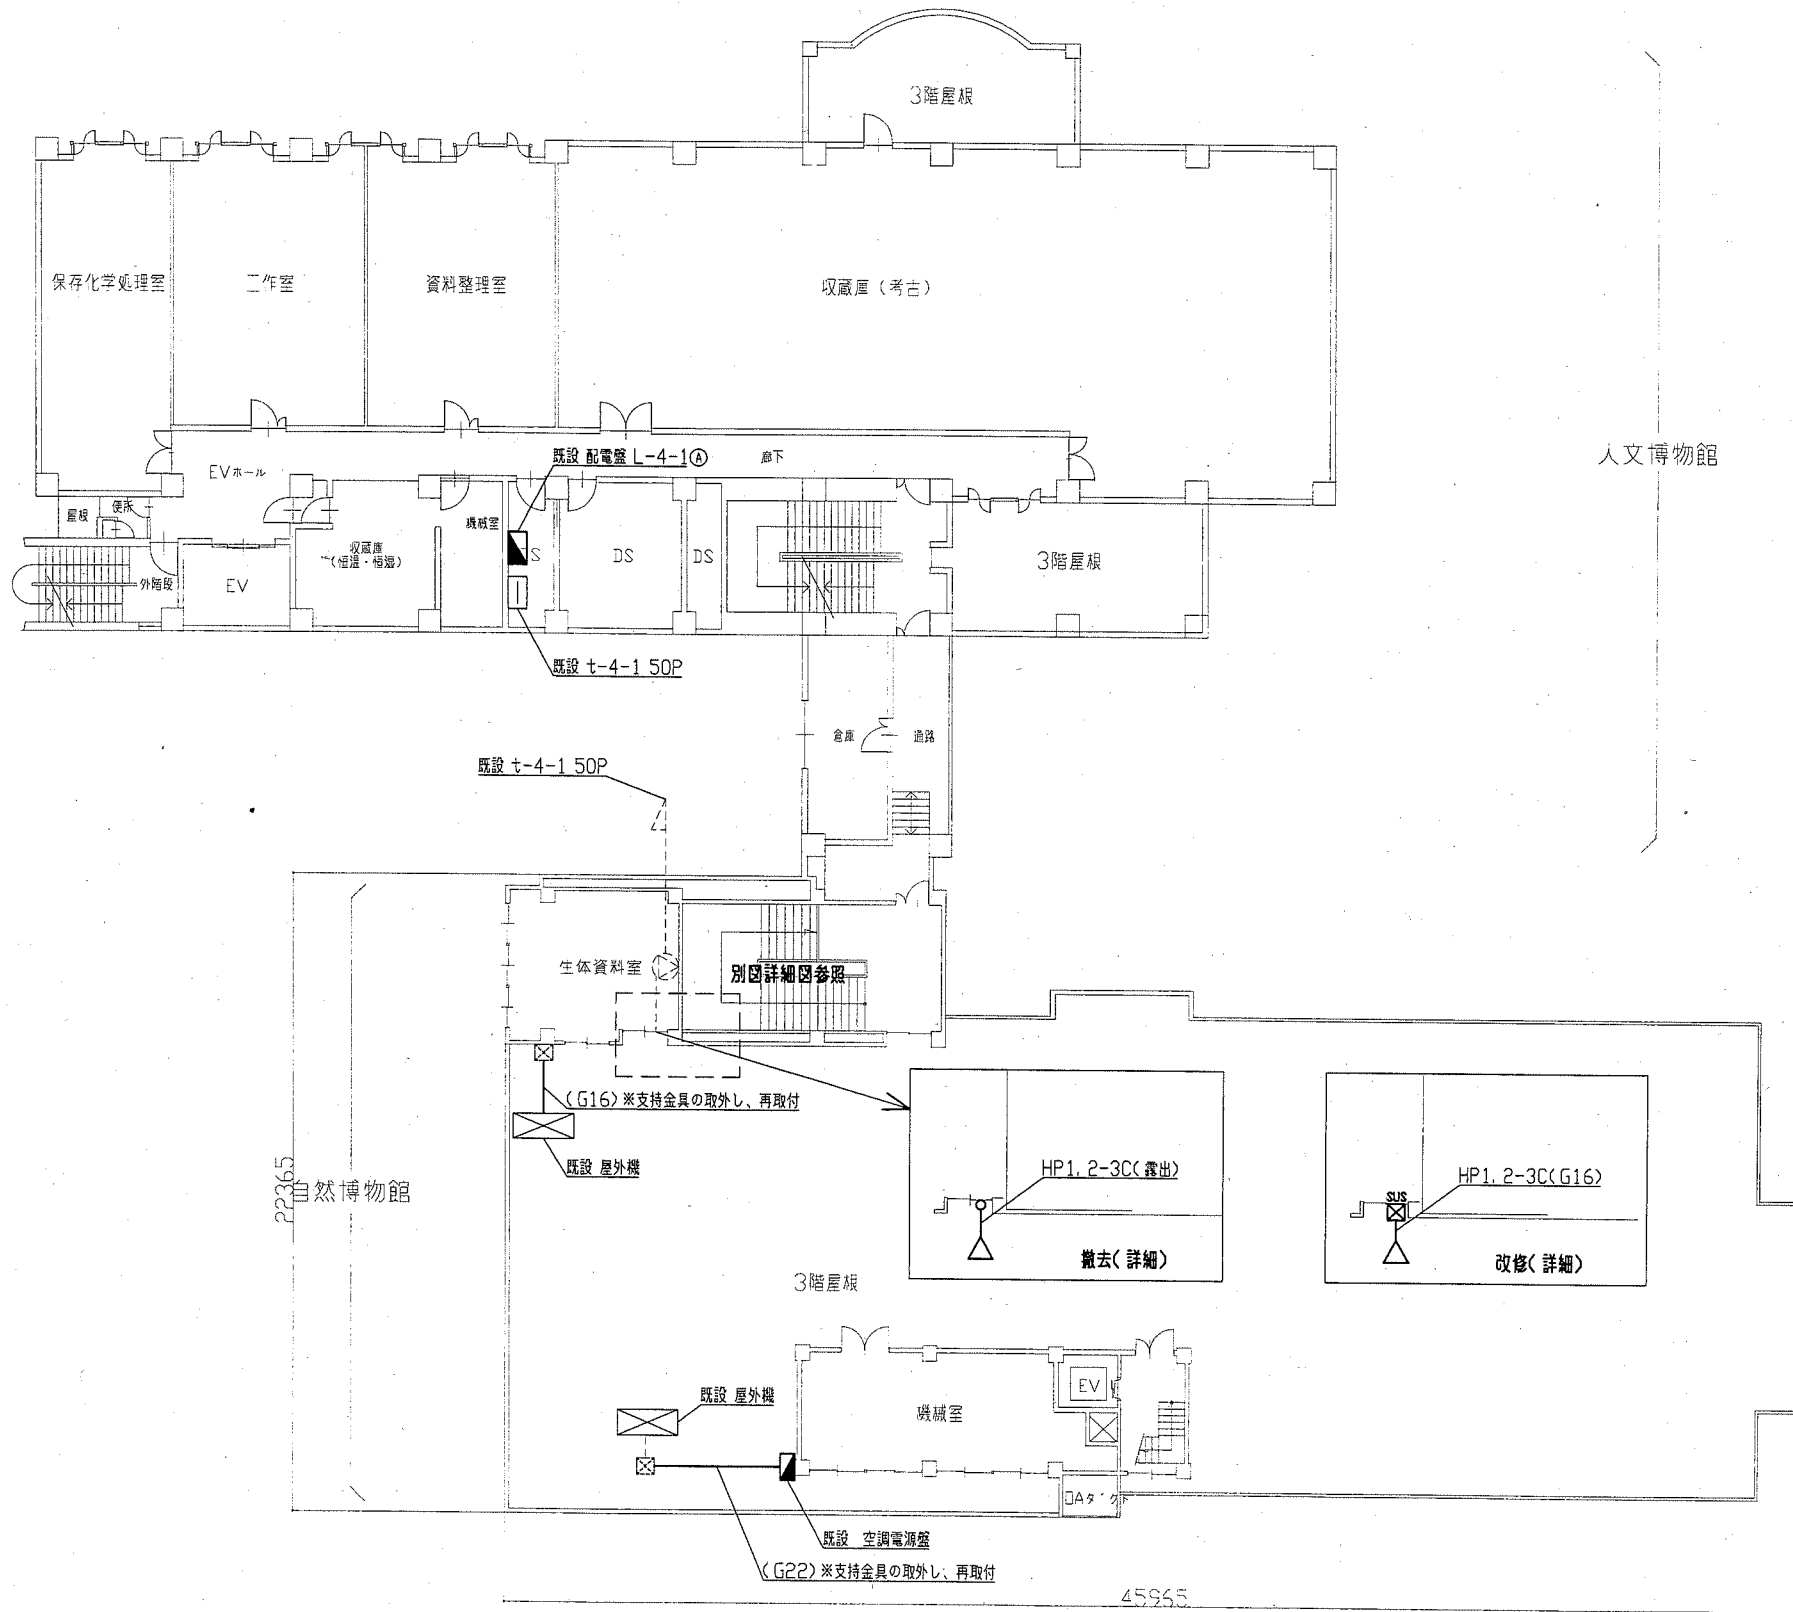 3階屋根
保存化学処理室
工作室
資料整理室
収蔵庫(考古)
人文博物館
既設 配電盤 L-4-1Ⓐ
廊下
EVホール
屋根
便所
機械室
収蔵庫
(恒温・恒湿)
S
DS
DS
3階屋根
外階段
EV
既設 t-4-1 50P
倉庫
通路
既設 t-4-1 50P
生体資料室
別図詳細図参照
(G16)※支持金具の取外し、再取付
既設 屋外機
22365
自然博物館
HP1.2-3C(露出)
撤去(詳細)
HP1.2-3C(G16)
SUS
改修(詳細)
3階屋根
既設 屋外機
機械室
EV
OAダクト
既設 空調電源盤
(G22)※支持金具の取外し、再取付
45965